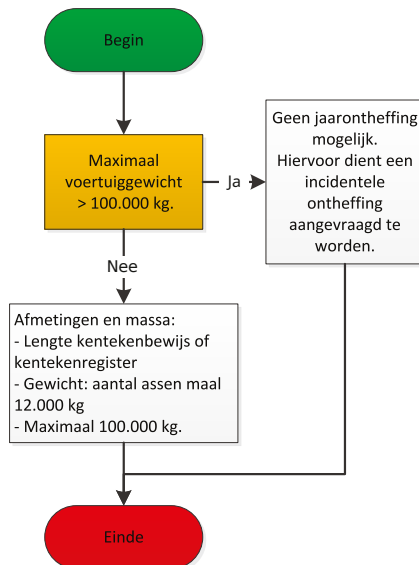 Begin
Maximaal
voertuiggewicht
> 100.000 kg.
Ja
Geen jaarontheffing
mogelijk.
Hiervoor dient een
incidentele
ontheffing
aangevraagd te
worden.
Nee
Afmetingen en massa:
- Lengte kentekenbewijs of
kentekenregister
- Gewicht: aantal assen maal
12.000 kg
- Maximaal 100.000 kg.
Einde